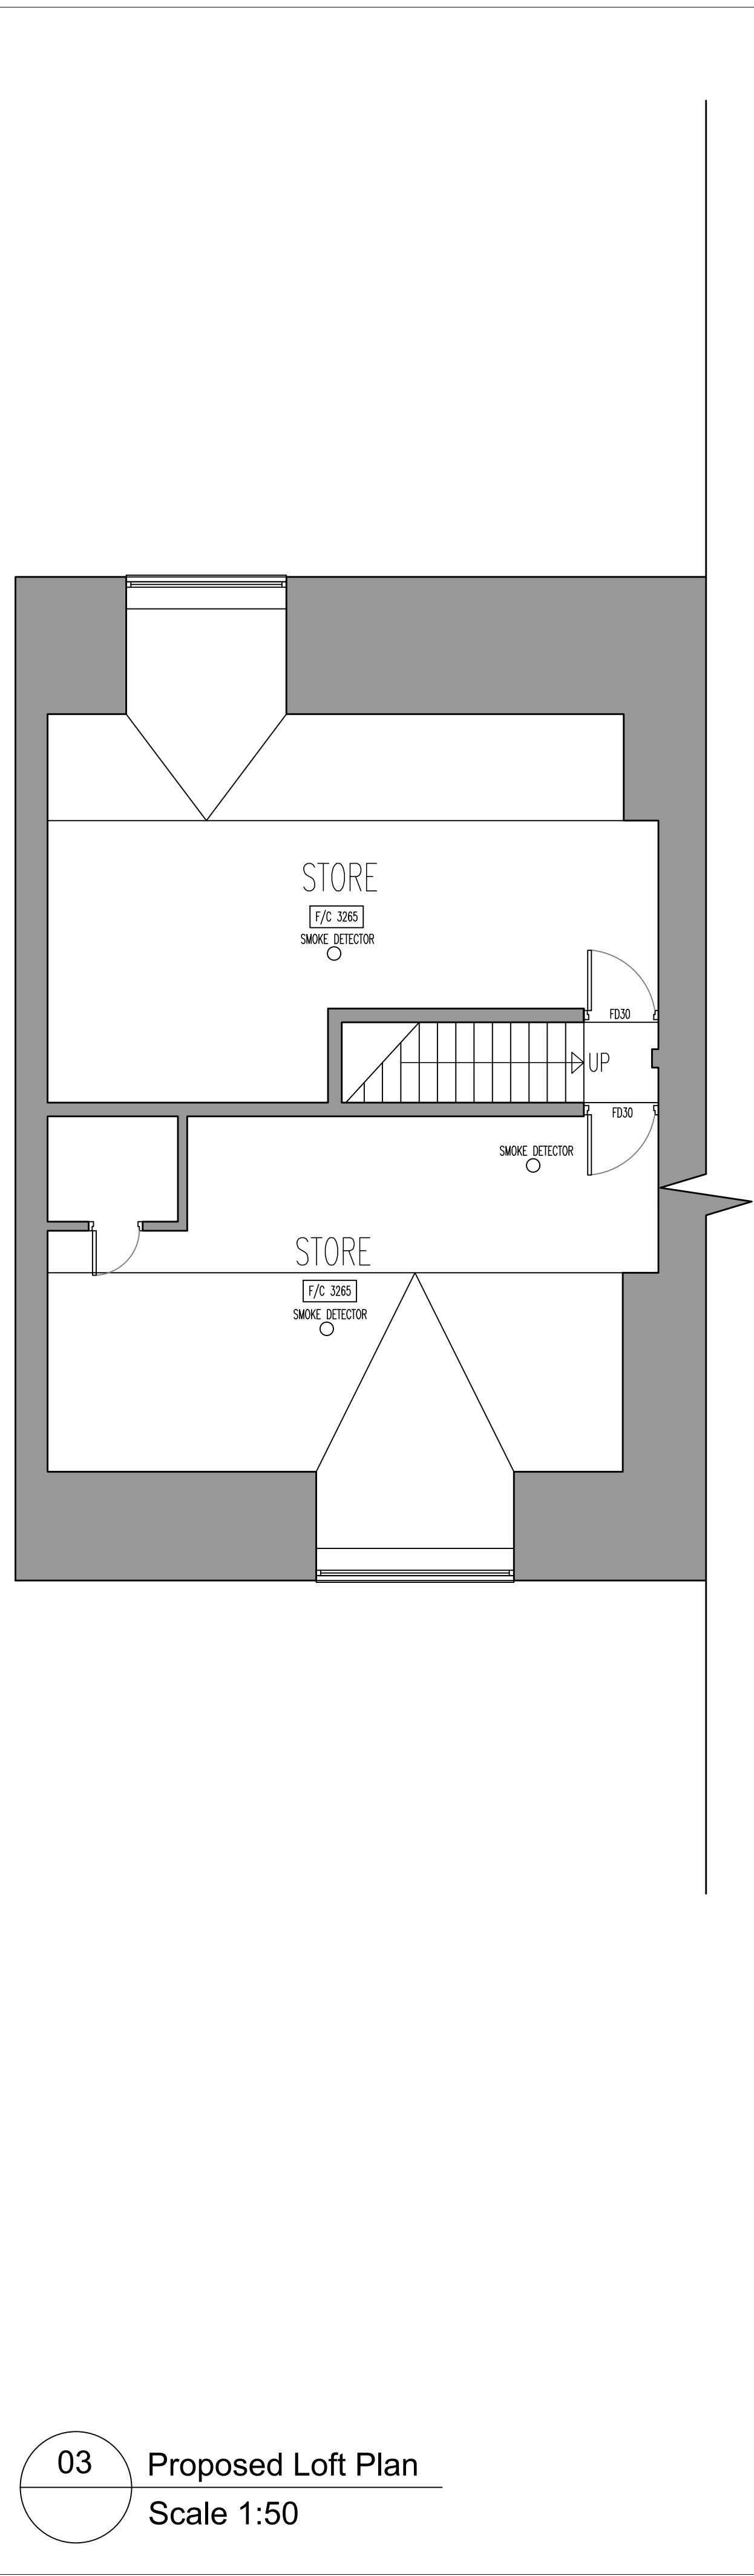 STORE
F/C 3265
SMOKE DETECTOR
FD30
UP
FD30
SMOKE DETECTOR
STORE
F/C 3265
SMOKE DETECTOR
03
Proposed Loft Plan
Scale 1:50